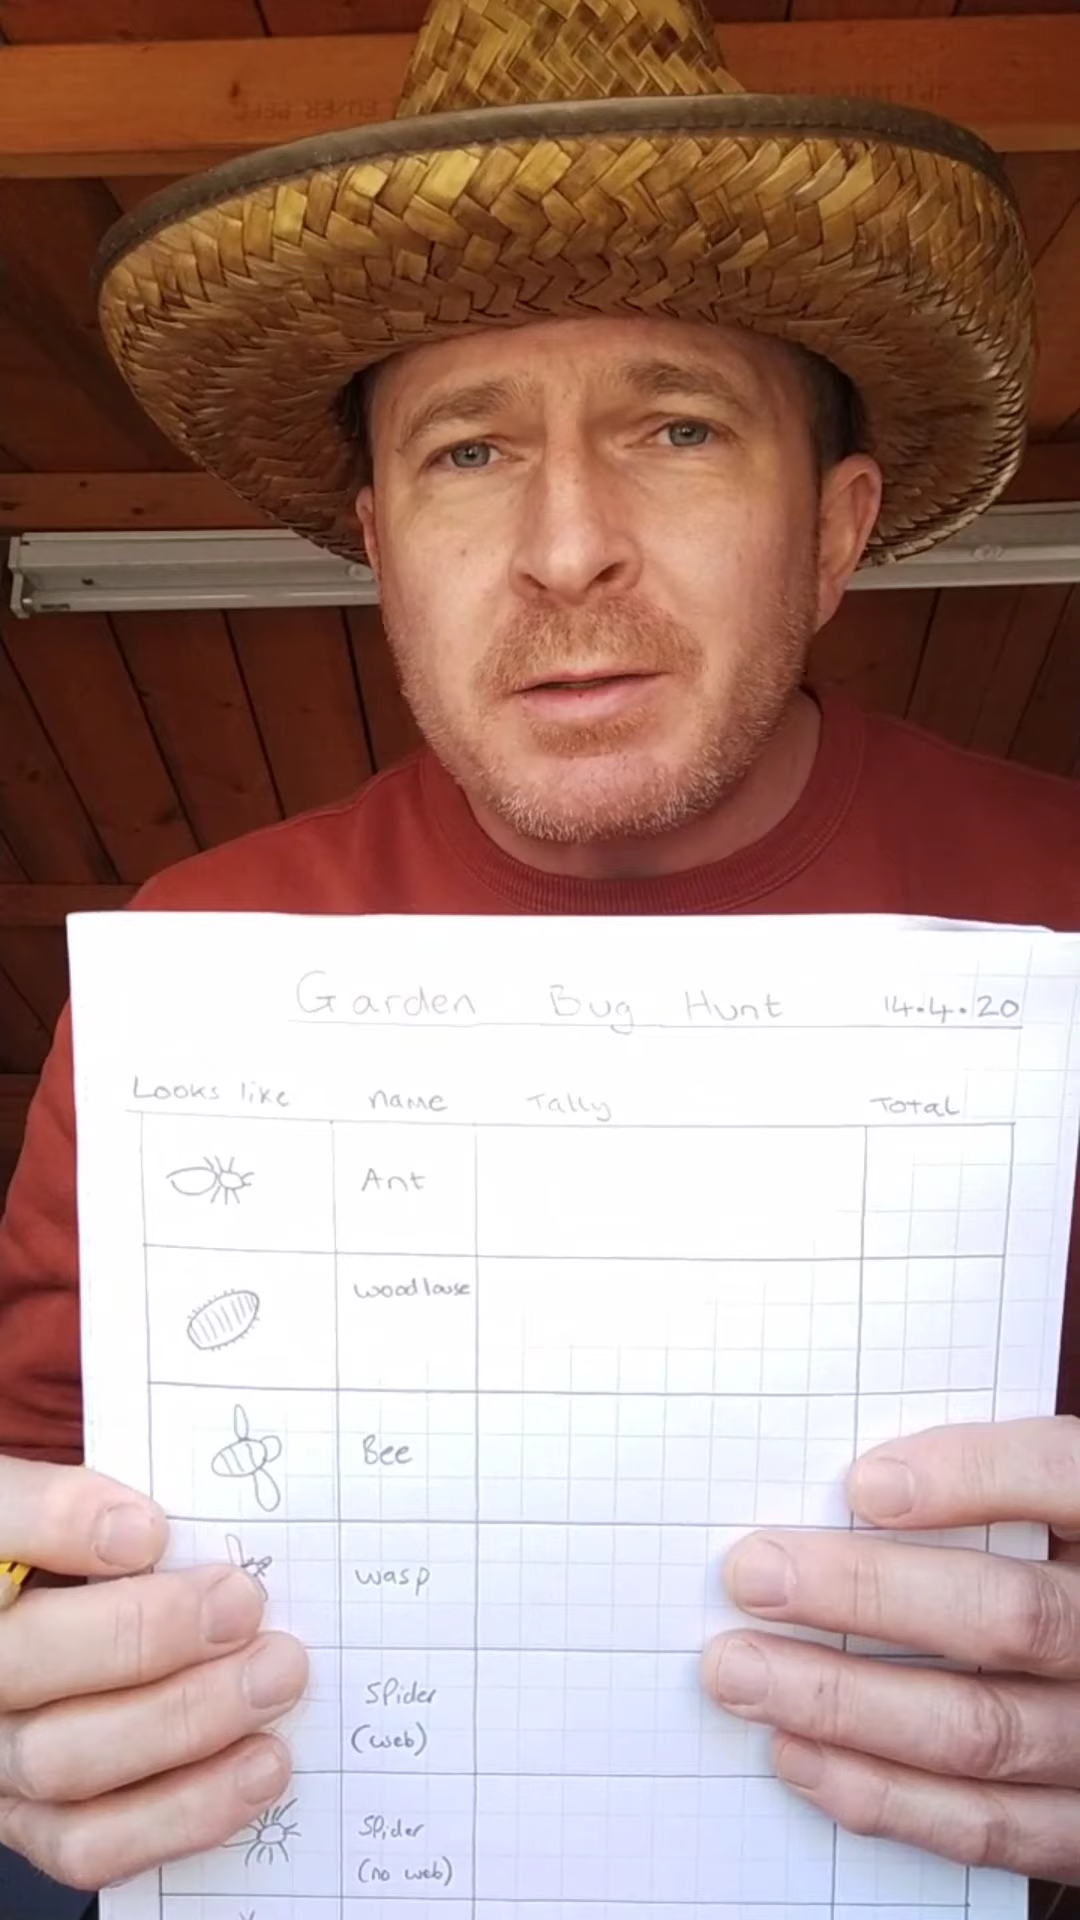 Garden Bug Hunt 14.4.20
Looks like name Tally Total
Ant
woodlouse
Bee
wasp
Spider
(web)
Spider
(no web)